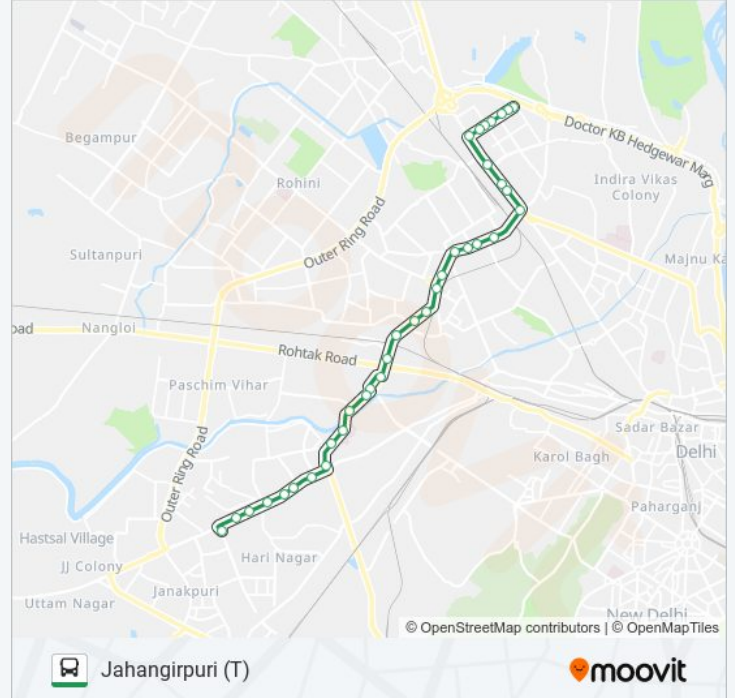 Begampur
Rohini
Doctor KB Hedgewar Marg
Indira Vikas
Colony
Outer Ring Road
Sultanpuri
Majnu Ka
oad
Nangloi
Rohtak Road
Paschim Vihar
Sadar Bazar
Delhi
Karol Bagh
Outer Ring Road
Paharganj
Hastsal Village
Hari Nagar
JJ Colony
Janakpuri
Uttam Nagar
New Delhi
© OpenStreetMap contributors | © OpenMapTiles
Jahangirpuri (T)
moovit